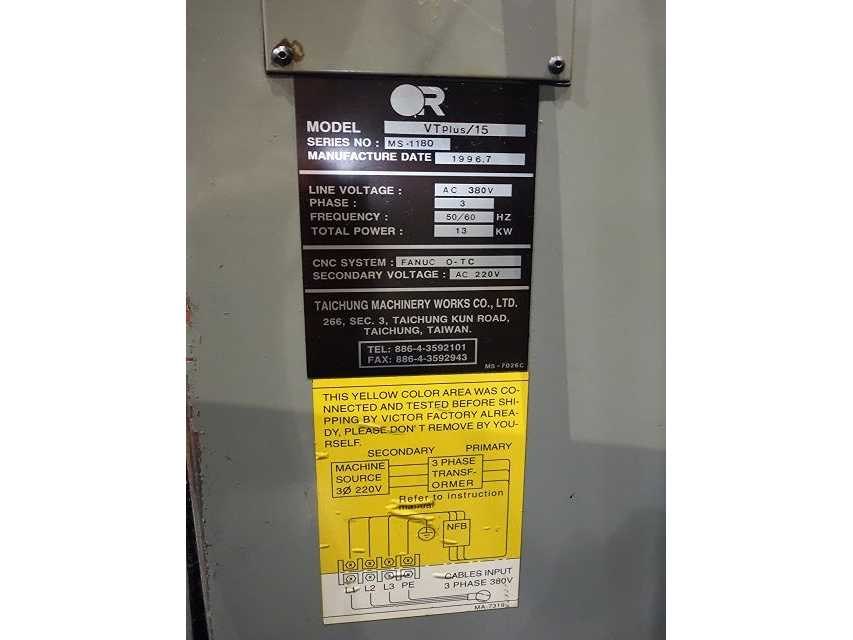 R
MODEL VTPlus/15
SERIES NO : MS-1180
MANUFACTURE DATE 1996.7
LINE VOLTAGE : AC 380V
PHASE : 3
FREQUENCY : 50/60 HZ
TOTAL POWER : 13 KW
CNC SYSTEM : FANUC O-TC
SECONDARY VOLTAGE : AC 220V
TAICHUNG MACHINERY WORKS CO., LTD.
266, SEC. 3, TAICHUNG KUN ROAD,
TAICHUNG, TAIWAN.
TEL: 886-4-3592101
FAX: 886-4-3592943
MS-7026C
THIS YELLOW COLOR AREA WAS CO-
NNECTED AND TESTED BEFORE SHI-
PPING BY VICTOR FACTORY ALREA-
DY, PLEASE DON'T REMOVE BY YOU-
RSELF.
SECONDARY PRIMARY
MACHINE
SOURCE
3Ø 220V
3 PHASE
TRANSF-
ORMER
Refer to instruction
manual
NFB
L1 L2 L3 PE
CABLES INPUT
3 PHASE 380V